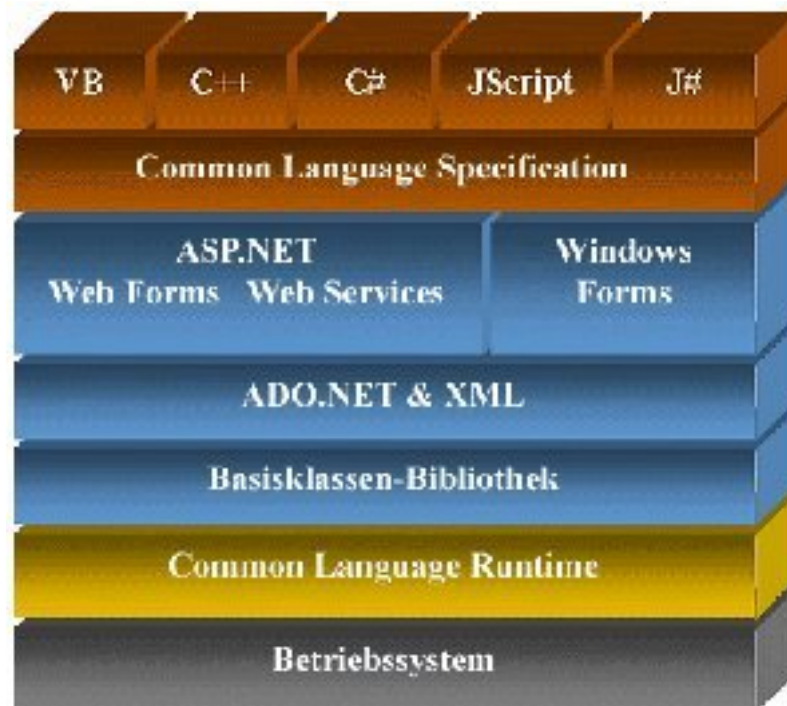 VB C++ C# JScript J#
Common Language Specification
ASP.NET Windows
Web Forms Web Services Forms
ADO.NET & XML
Basisklassen-Bibliothek
Common Language Runtime
Betriebssystem